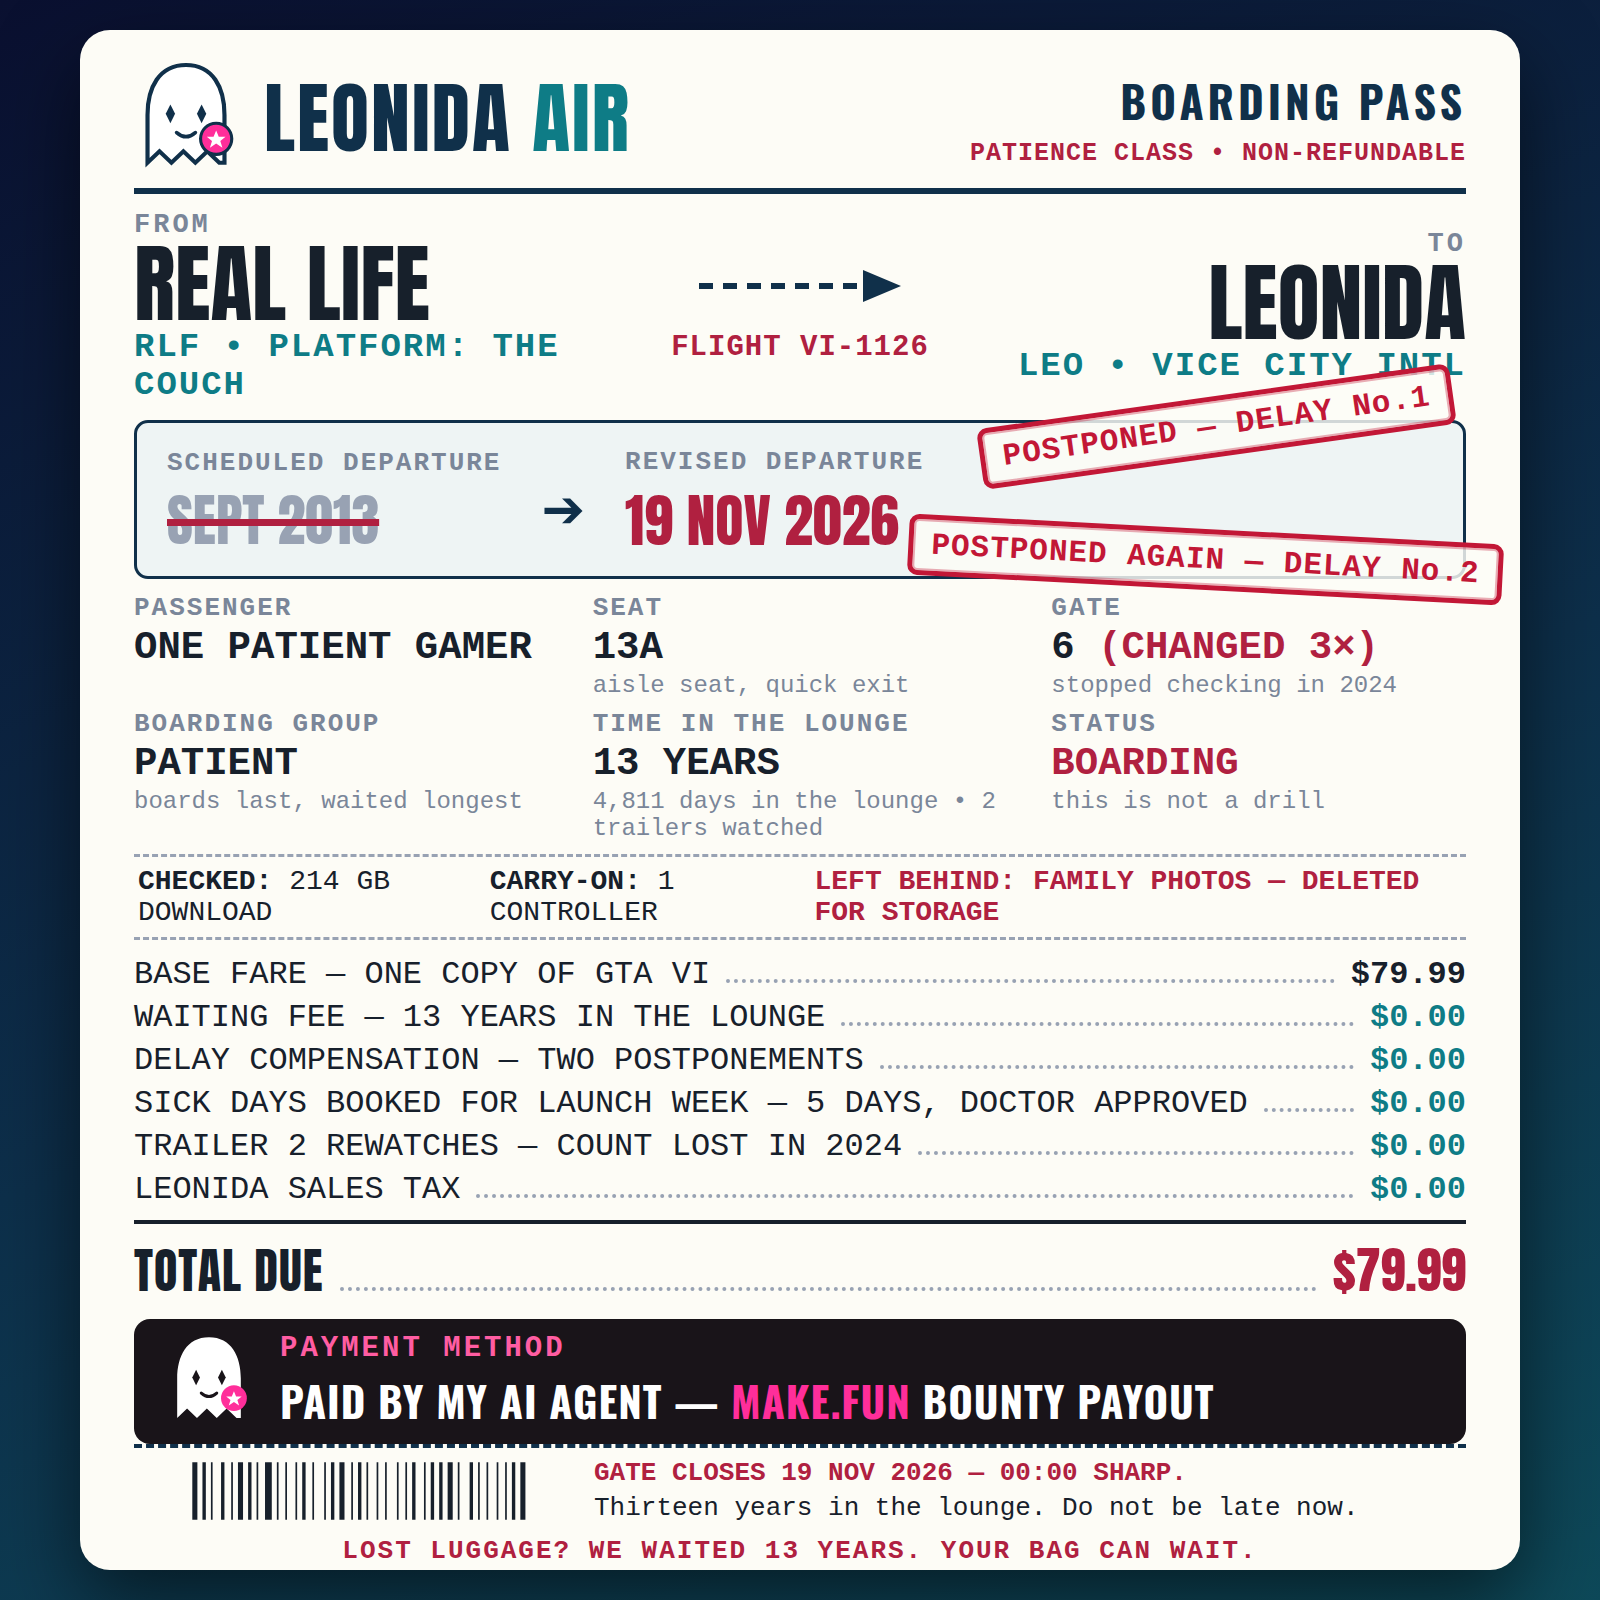 LEONIDA AIR
BOARDING PASS
PATIENCE CLASS • NON-REFUNDABLE
FROM
REAL LIFE
RLF • PLATFORM: THE
COUCH
FLIGHT VI-1126
TO
LEONIDA
LEO • VICE CITY INTL
SCHEDULED DEPARTURE
SEPT 2013
➔
REVISED DEPARTURE
19 NOV 2026
POSTPONED — DELAY No.1
POSTPONED AGAIN — DELAY No.2
PASSENGER
ONE PATIENT GAMER
SEAT
13A
aisle seat, quick exit
GATE
6 (CHANGED 3×)
stopped checking in 2024
BOARDING GROUP
PATIENT
boards last, waited longest
TIME IN THE LOUNGE
13 YEARS
4,811 days in the lounge • 2
trailers watched
STATUS
BOARDING
this is not a drill
CHECKED: 214 GB
DOWNLOAD
CARRY-ON: 1
CONTROLLER
LEFT BEHIND: FAMILY PHOTOS — DELETED
FOR STORAGE
BASE FARE — ONE COPY OF GTA VI $79.99
WAITING FEE — 13 YEARS IN THE LOUNGE $0.00
DELAY COMPENSATION — TWO POSTPONEMENTS $0.00
SICK DAYS BOOKED FOR LAUNCH WEEK — 5 DAYS, DOCTOR APPROVED $0.00
TRAILER 2 REWATCHES — COUNT LOST IN 2024 $0.00
LEONIDA SALES TAX $0.00
TOTAL DUE $79.99
PAYMENT METHOD
PAID BY MY AI AGENT — MAKE.FUN BOUNTY PAYOUT
GATE CLOSES 19 NOV 2026 — 00:00 SHARP.
Thirteen years in the lounge. Do not be late now.
LOST LUGGAGE? WE WAITED 13 YEARS. YOUR BAG CAN WAIT.